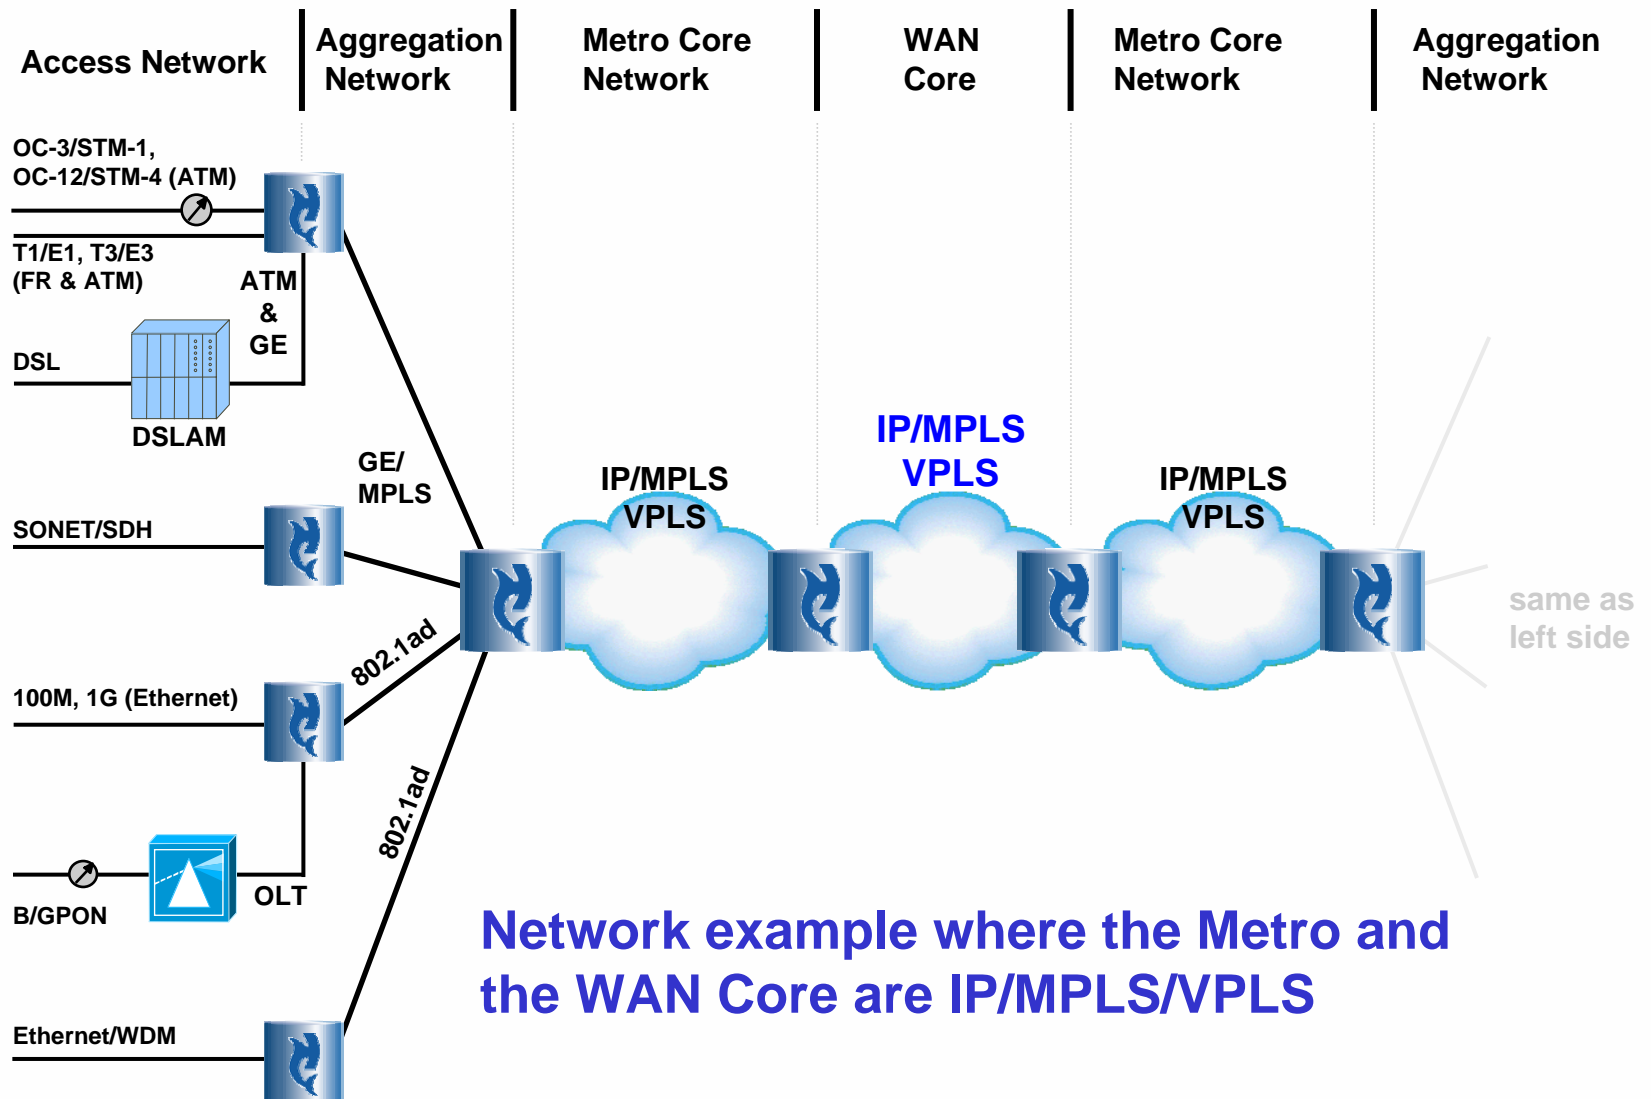 Access Network
Aggregation
Network
Metro Core
Network
WAN
Core
Metro Core
Network
Aggregation
Network
OC-3/STM-1,
OC-12/STM-4 (ATM)
T1/E1, T3/E3
(FR & ATM)
ATM
&
GE
DSL
DSLAM
GE/
MPLS
SONET/SDH
802.1ad
100M, 1G (Ethernet)
802.1ad
OLT
B/GPON
Ethernet/WDM
IP/MPLS
VPLS
IP/MPLS
VPLS
IP/MPLS
VPLS
same as
left side
Network example where the Metro and
the WAN Core are IP/MPLS/VPLS